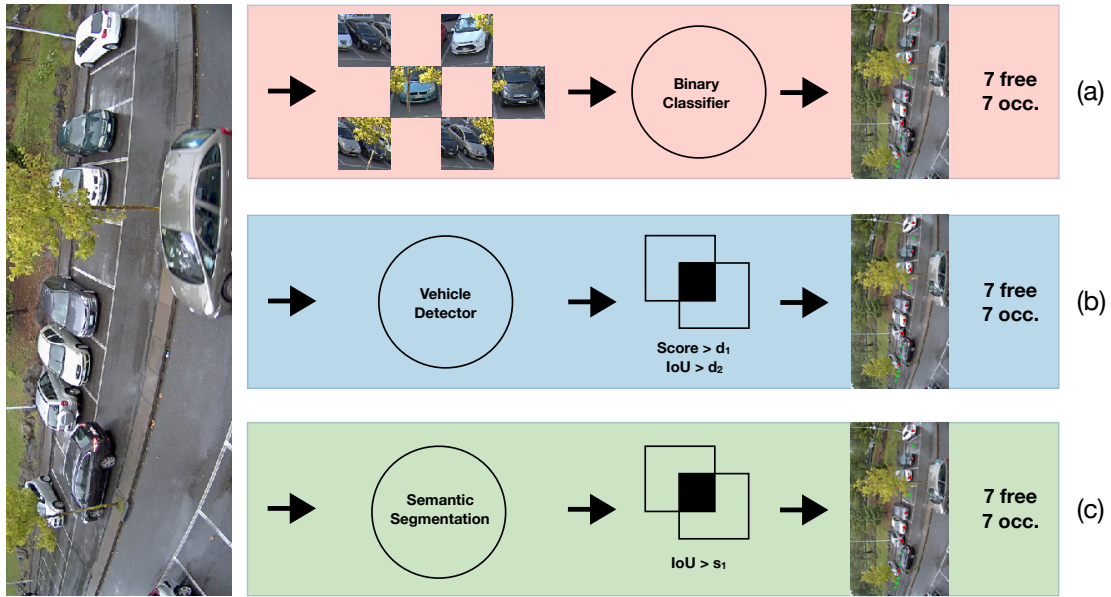 Binary
Classifier
7 free
7 occ.
(a)
Vehicle
Detector
Score > d₁
IoU > d₂
7 free
7 occ.
(b)
Semantic
Segmentation
IoU > s₁
7 free
7 occ.
(c)